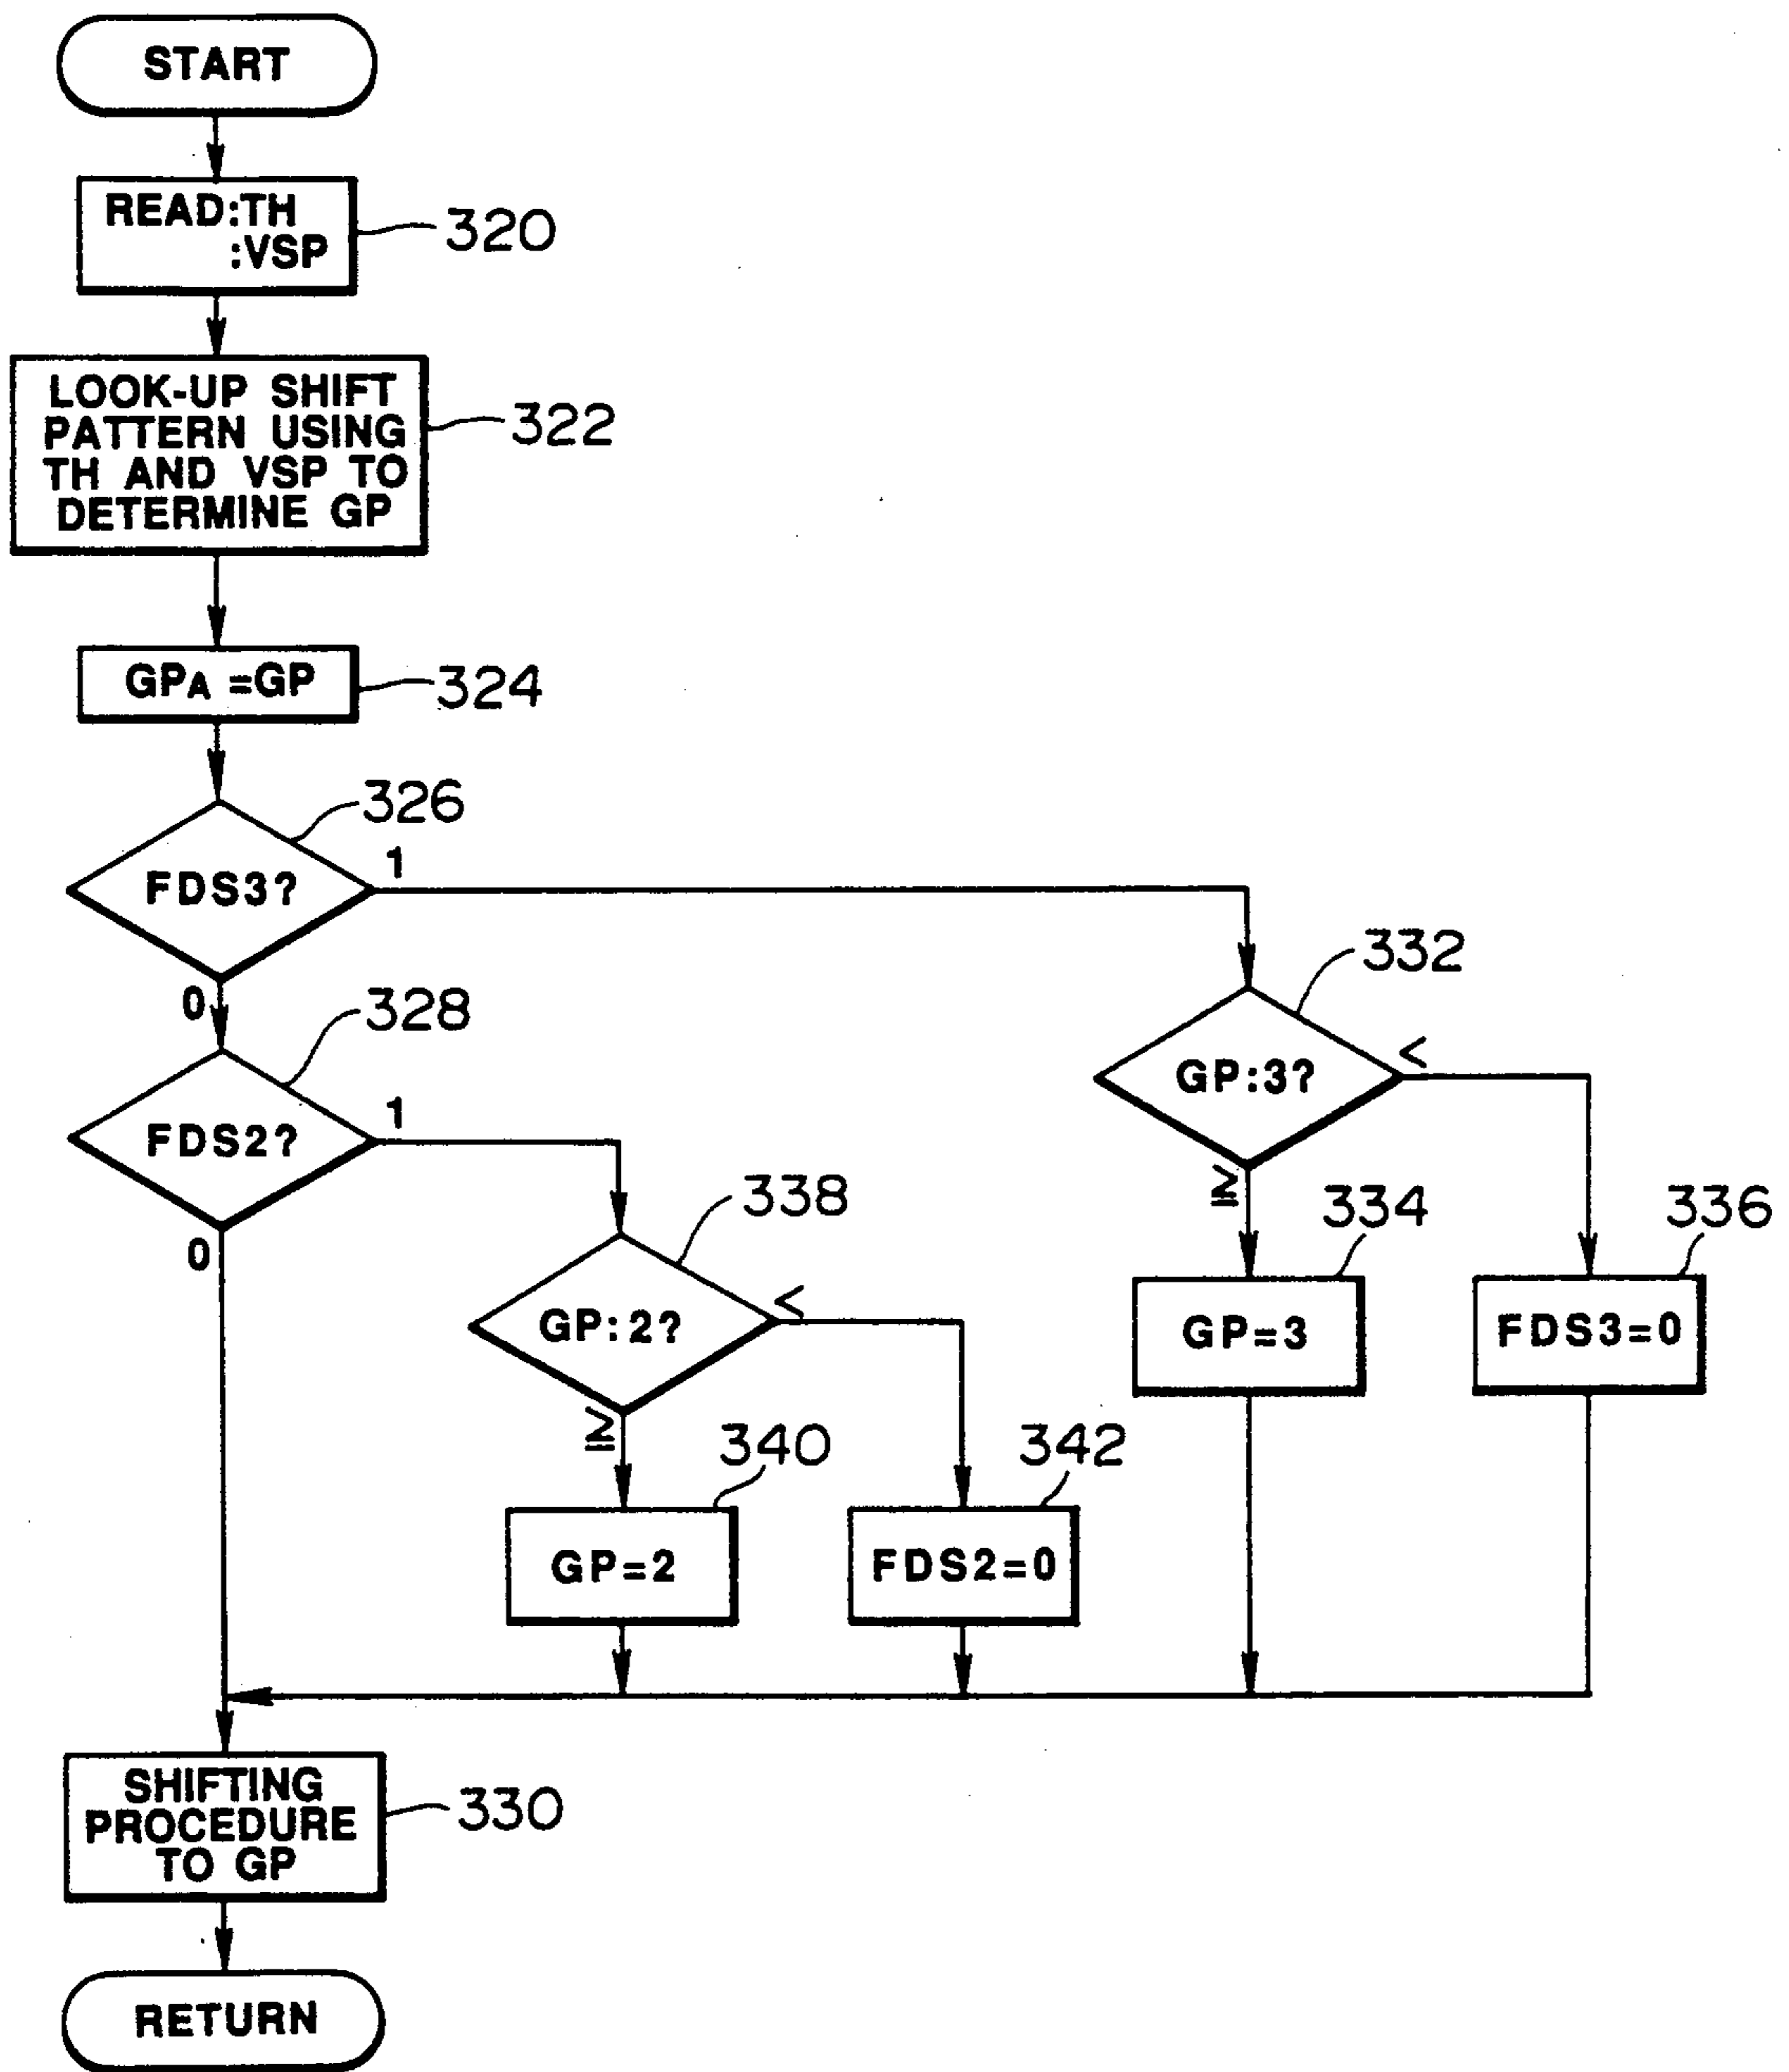 START
READ:TH
:VSP
320
LOOK-UP SHIFT
PATTERN USING
TH AND VSP TO
DETERMINE GP
322
GPA =GP
324
326
FDS3?
1
0
328
FDS2?
1
0
332
GP:3?
<
≧
334
GP=3
336
FDS3=0
338
GP:2?
<
≧
340
GP=2
342
FDS2=0
SHIFTING
PROCEDURE
TO GP
330
RETURN